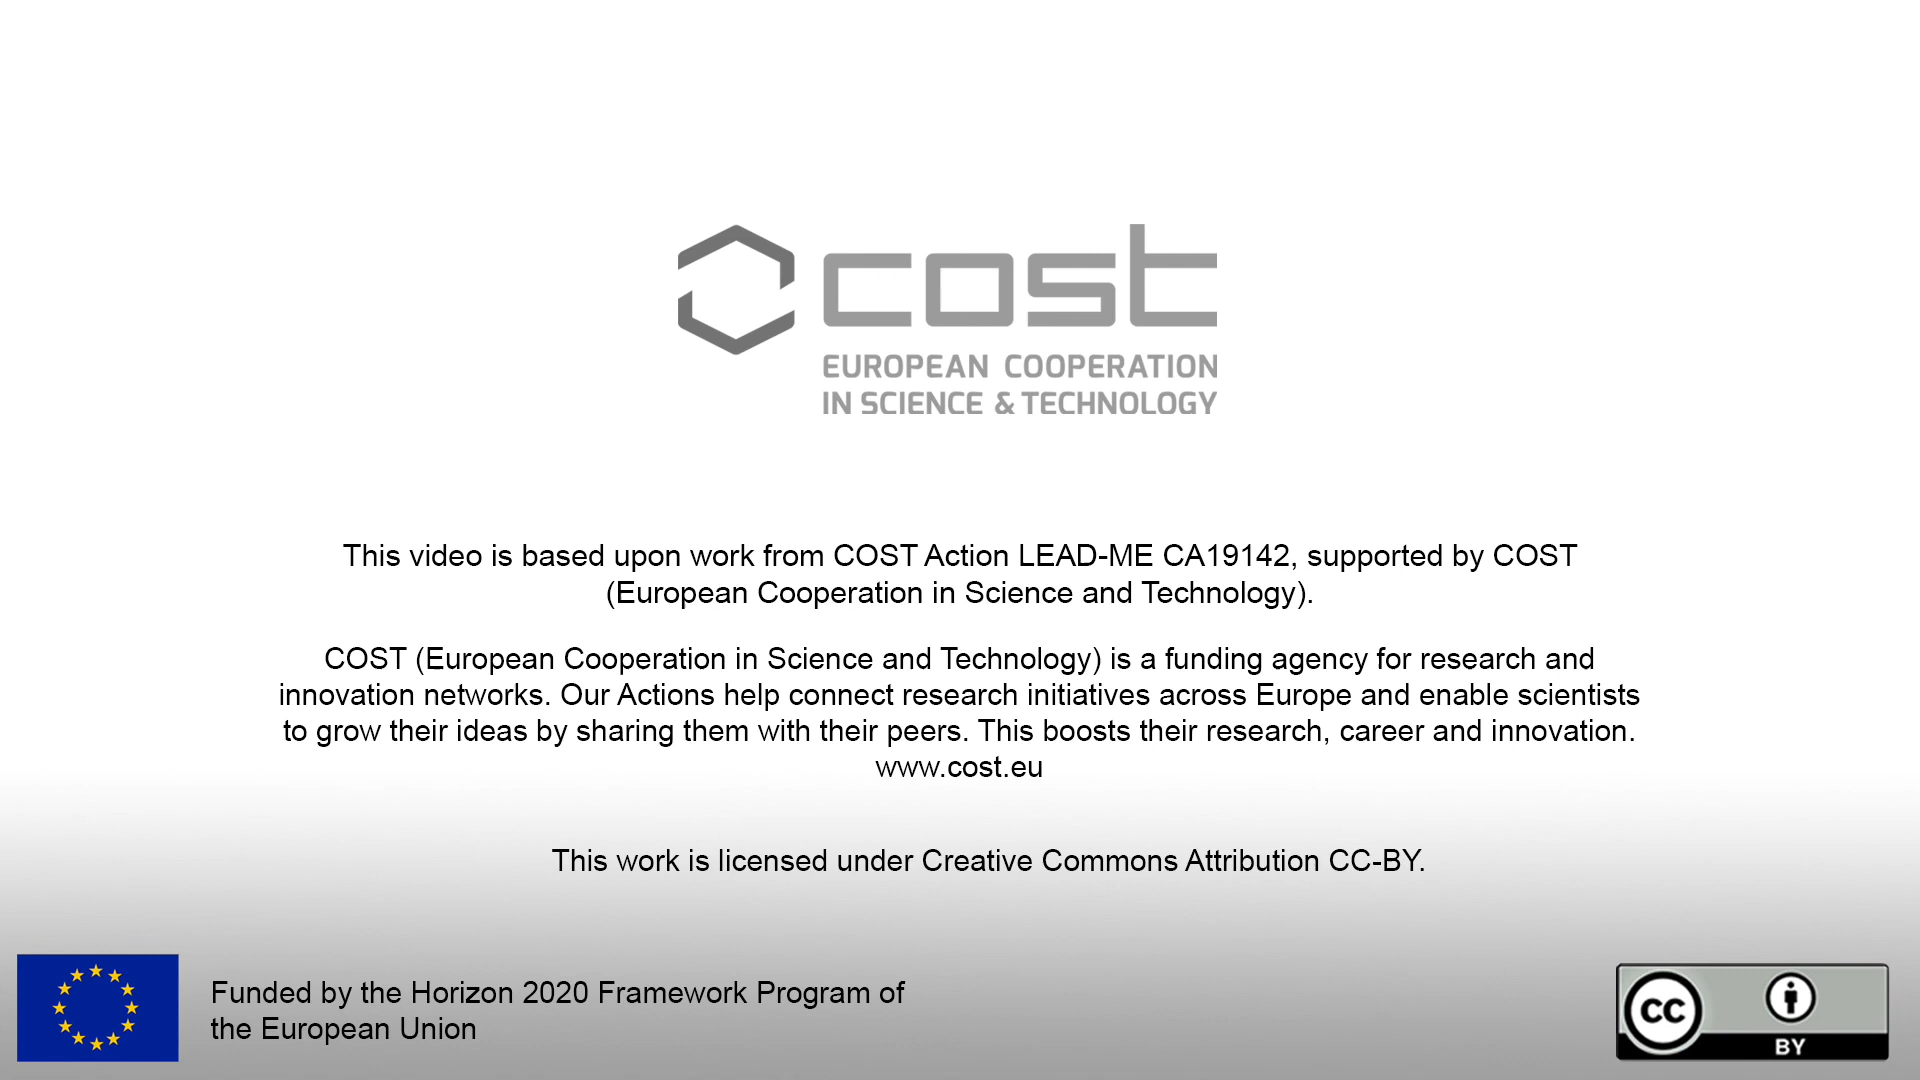 cost
EUROPEAN COOPERATION
IN SCIENCE & TECHNOLOGY
This video is based upon work from COST Action LEAD-ME CA19142, supported by COST
(European Cooperation in Science and Technology).
COST (European Cooperation in Science and Technology) is a funding agency for research and
innovation networks. Our Actions help connect research initiatives across Europe and enable scientists
to grow their ideas by sharing them with their peers. This boosts their research, career and innovation.
www.cost.eu
This work is licensed under Creative Commons Attribution CC-BY.
Funded by the Horizon 2020 Framework Program of
the European Union
CC
BY